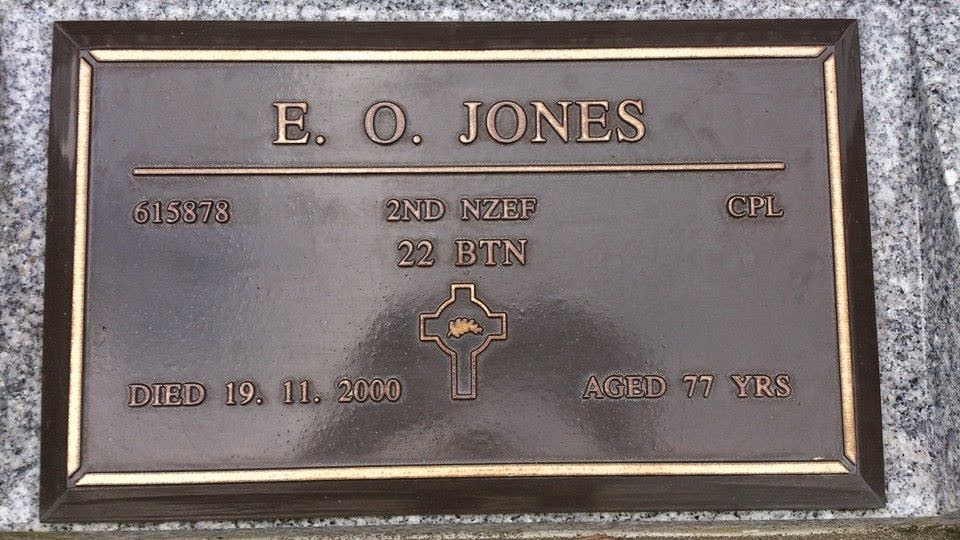 E. O. JONES
615878 2ND NZEF CPL
22 BTN
DIED 19. 11. 2000 AGED 77 YRS